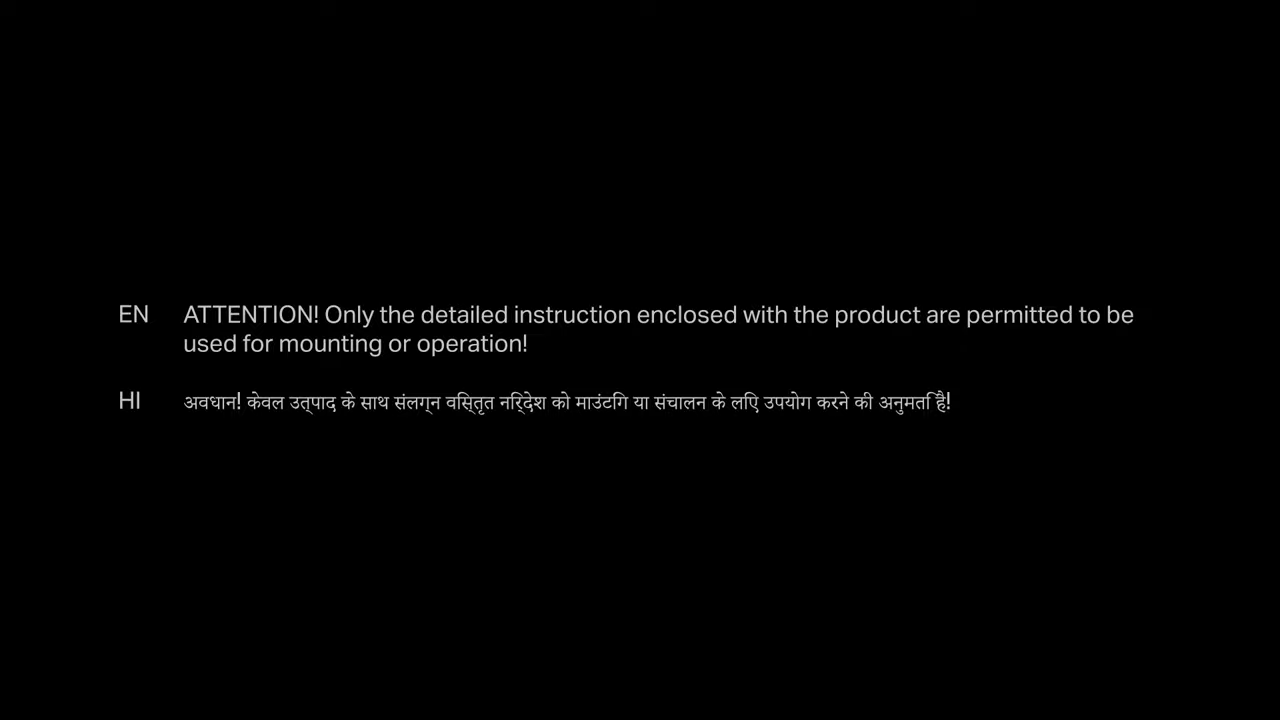 EN ATTENTION! Only the detailed instruction enclosed with the product are permitted to be
used for mounting or operation!
HI अवधान! केवल उत्पाद के साथ संलग्न विस्तृत निर्देश को माउंटिग या संचालन के लिए उपयोग करने की अनुमति है!